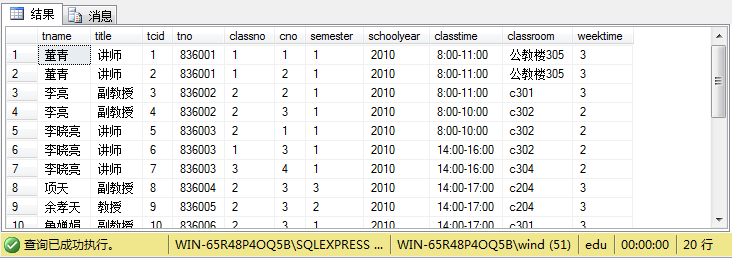 结果 消息
tname title tcid tno classno cno semester schoolyear classtime classroom weektime
1 董青 讲师 1 836001 1 1 1 2010 8:00-11:00 公教楼305 3
2 董青 讲师 2 836001 1 2 1 2010 8:00-11:00 公教楼305 3
3 李亮 副教授 3 836002 2 2 1 2010 8:00-11:00 c301 3
4 李亮 副教授 4 836002 2 3 1 2010 8:00-10:00 c302 2
5 李晓亮 讲师 5 836003 2 1 1 2010 8:00-10:00 c302 2
6 李晓亮 讲师 6 836003 1 3 1 2010 14:00-16:00 c302 2
7 李晓亮 讲师 7 836003 3 4 1 2010 14:00-16:00 c304 2
8 项天 副教授 8 836004 2 3 3 2010 14:00-17:00 c204 3
9 余孝天 教授 9 836005 2 3 2 2010 14:00-17:00 c204 3
10 副教授 10 836006 2 3 1 2010 14:00-17:00 c301 3
查询已成功执行。 WIN-65R48P4OQ5B\SQLEXPRESS ... WIN-65R48P4OQ5B\wind (51) edu 00:00:00 20 行